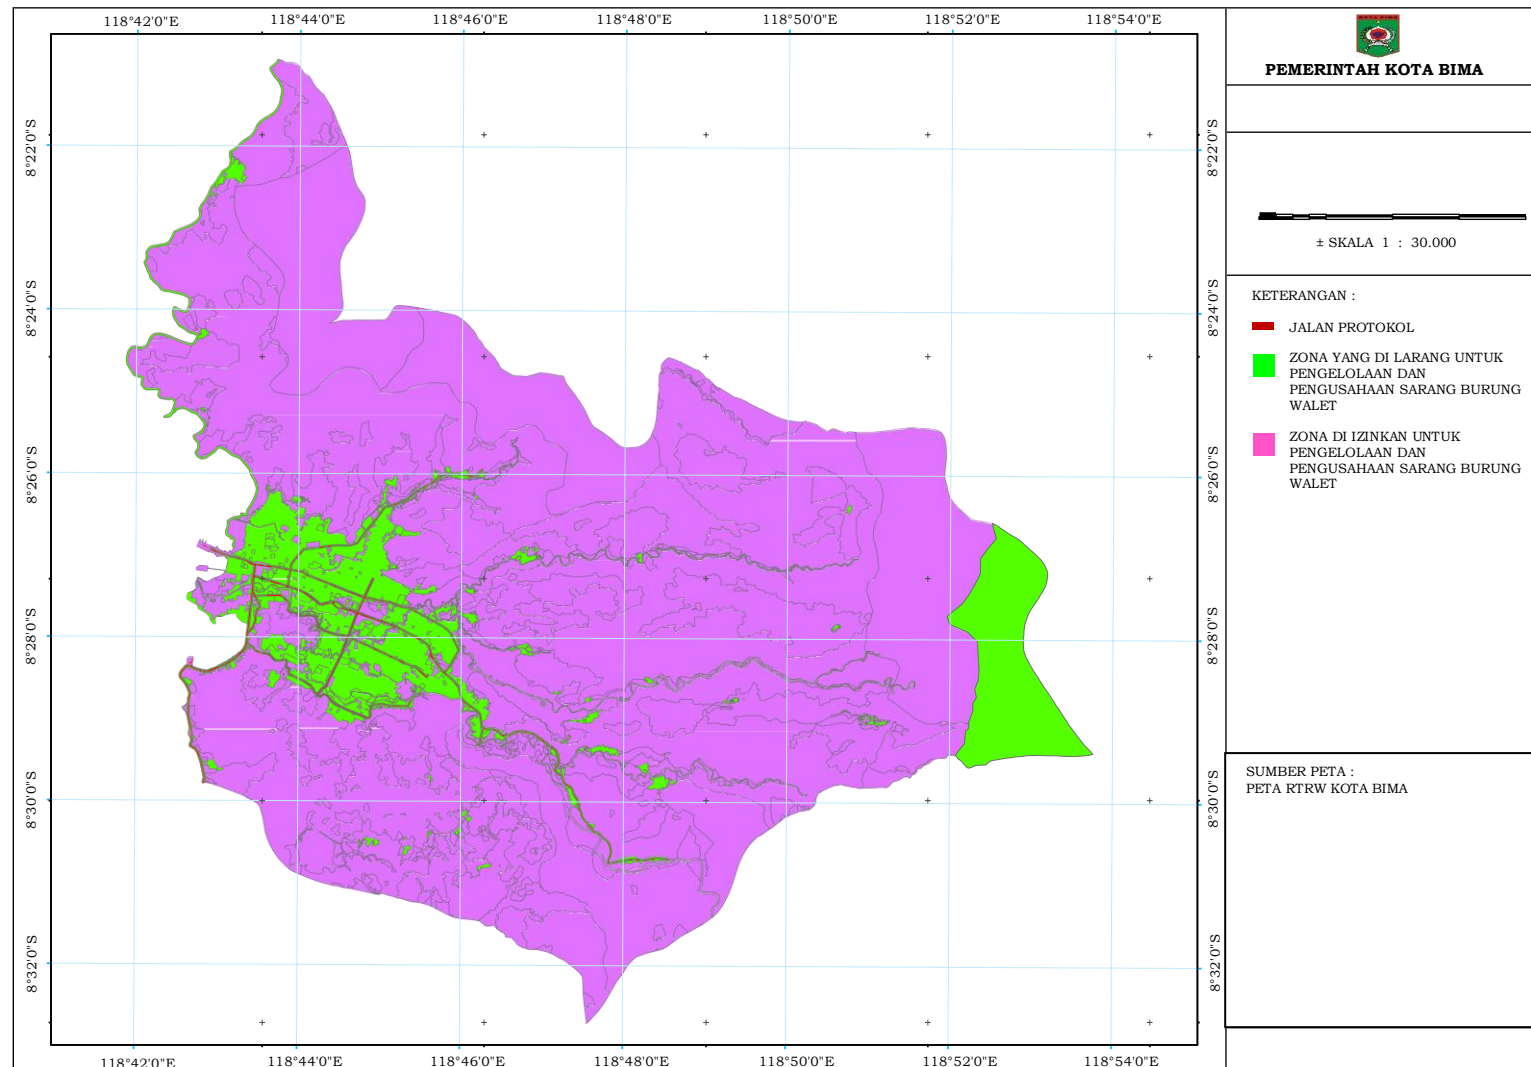 118°42'0"E 118°44'0"E 118°46'0"E 118°48'0"E 118°50'0"E 118°52'0"E 118°54'0"E
8°22'0"S 8°22'0"S
8°24'0"S 8°24'0"S
8°26'0"S 8°26'0"S
8°28'0"S 8°28'0"S
8°30'0"S 8°30'0"S
8°32'0"S 8°32'0"S
118°42'0"E 118°44'0"E 118°46'0"E 118°48'0"E 118°50'0"E 118°52'0"E 118°54'0"E
PEMERINTAH KOTA BIMA
± SKALA 1 : 30.000
KETERANGAN :
JALAN PROTOKOL
ZONA YANG DI LARANG UNTUK
PENGELOLAAN DAN
PENGUSAHAAN SARANG BURUNG
WALET
ZONA DI IZINKAN UNTUK
PENGELOLAAN DAN
PENGUSAHAAN SARANG BURUNG
WALET
SUMBER PETA :
PETA RTRW KOTA BIMA